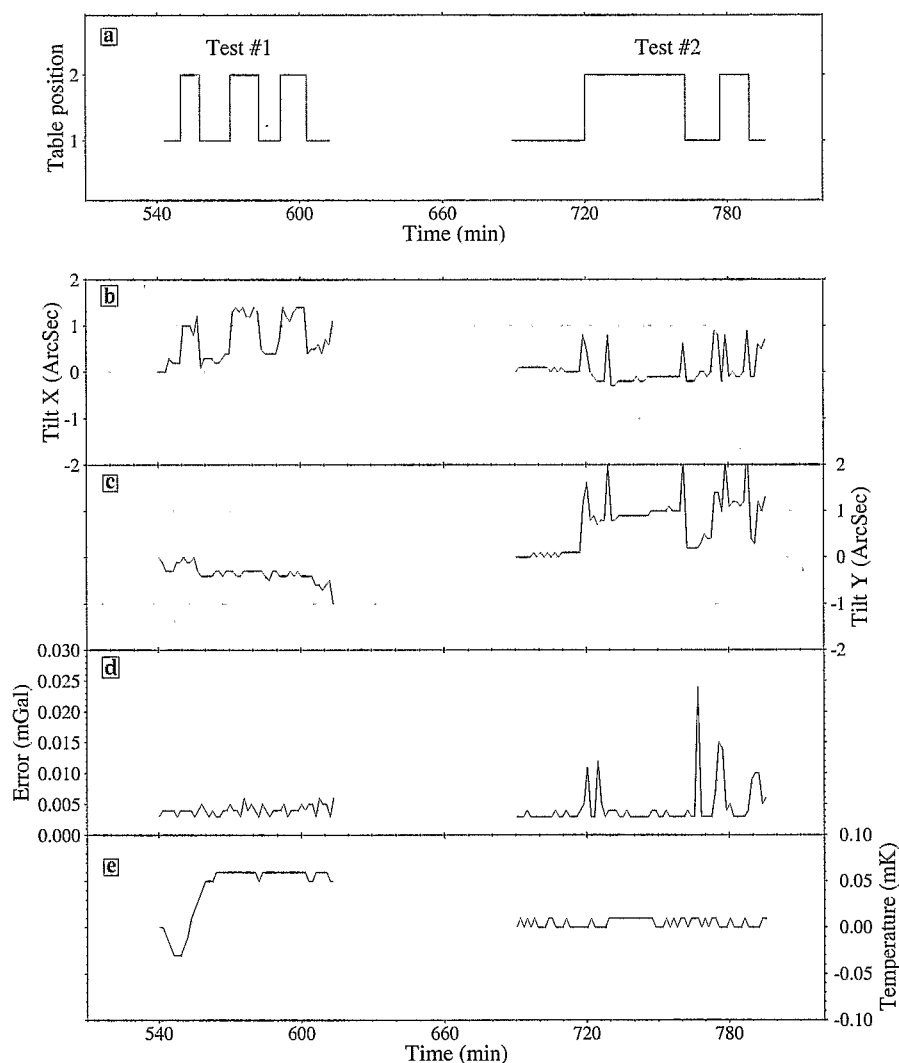 a
Test #1
Test #2
2
1
Table position
540
600
660
720
780
Time (min)
b
2
1
0
-1
-2
Tilt X (ArcSec)
c
2
1
0
-1
-2
Tilt Y (ArcSec)
d
0.030
0.025
0.020
0.015
0.010
0.005
0.000
Error (mGal)
e
0.10
0.05
0.00
-0.05
-0.10
Temperature (mK)
540
600
660
720
780
Time (min)